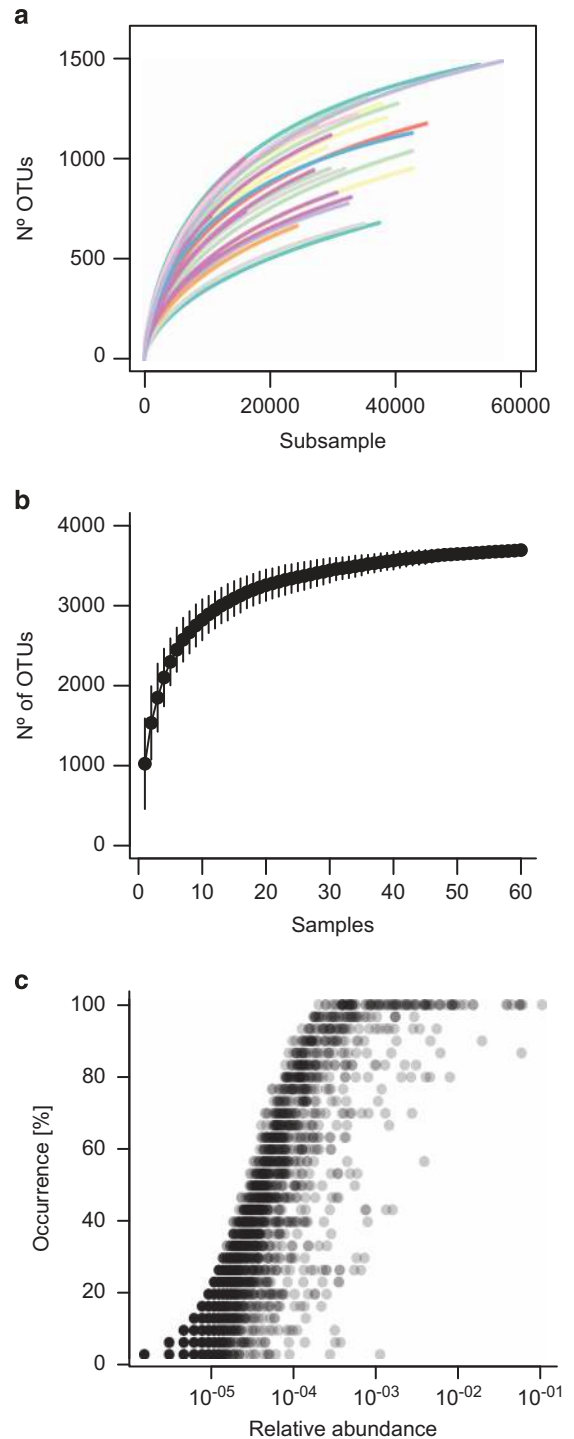 a
1500
1000
500
0
Nº OTUs
0 20000 40000 60000
Subsample
b
4000
3000
2000
1000
0
Nº of OTUs
0 10 20 30 40 50 60
Samples
c
100
80
60
40
20
0
Occurrence [%]
10-05 10-04 10-03 10-02 10-01
Relative abundance